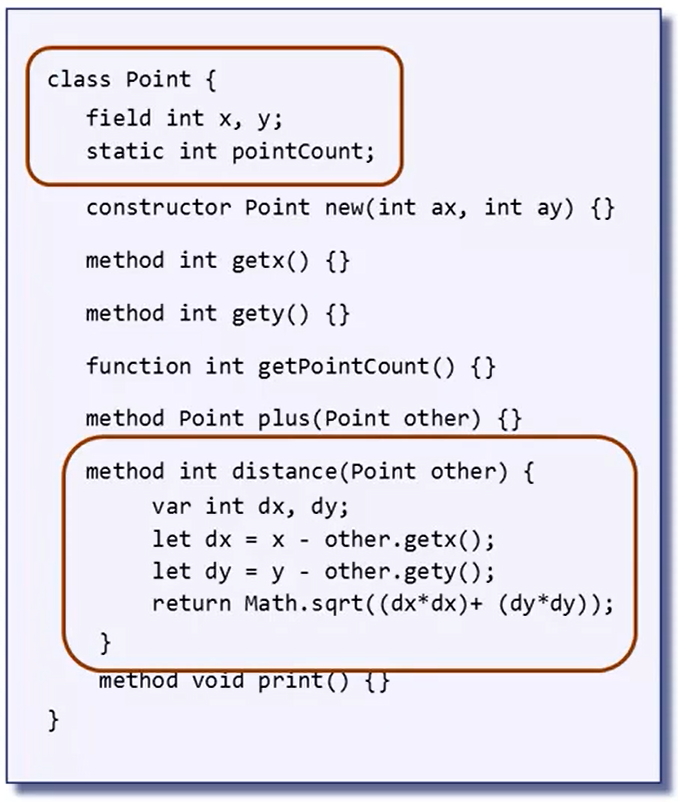 class Point {
field int x, y;
static int pointCount;
constructor Point new(int ax, int ay) {}
method int getx() {}
method int gety() {}
function int getPointCount() {}
method Point plus(Point other) {}
method int distance(Point other) {
var int dx, dy;
let dx = x - other.getx();
let dy = y - other.gety();
return Math.sqrt((dx*dx)+ (dy*dy));
}
method void print() {}
}